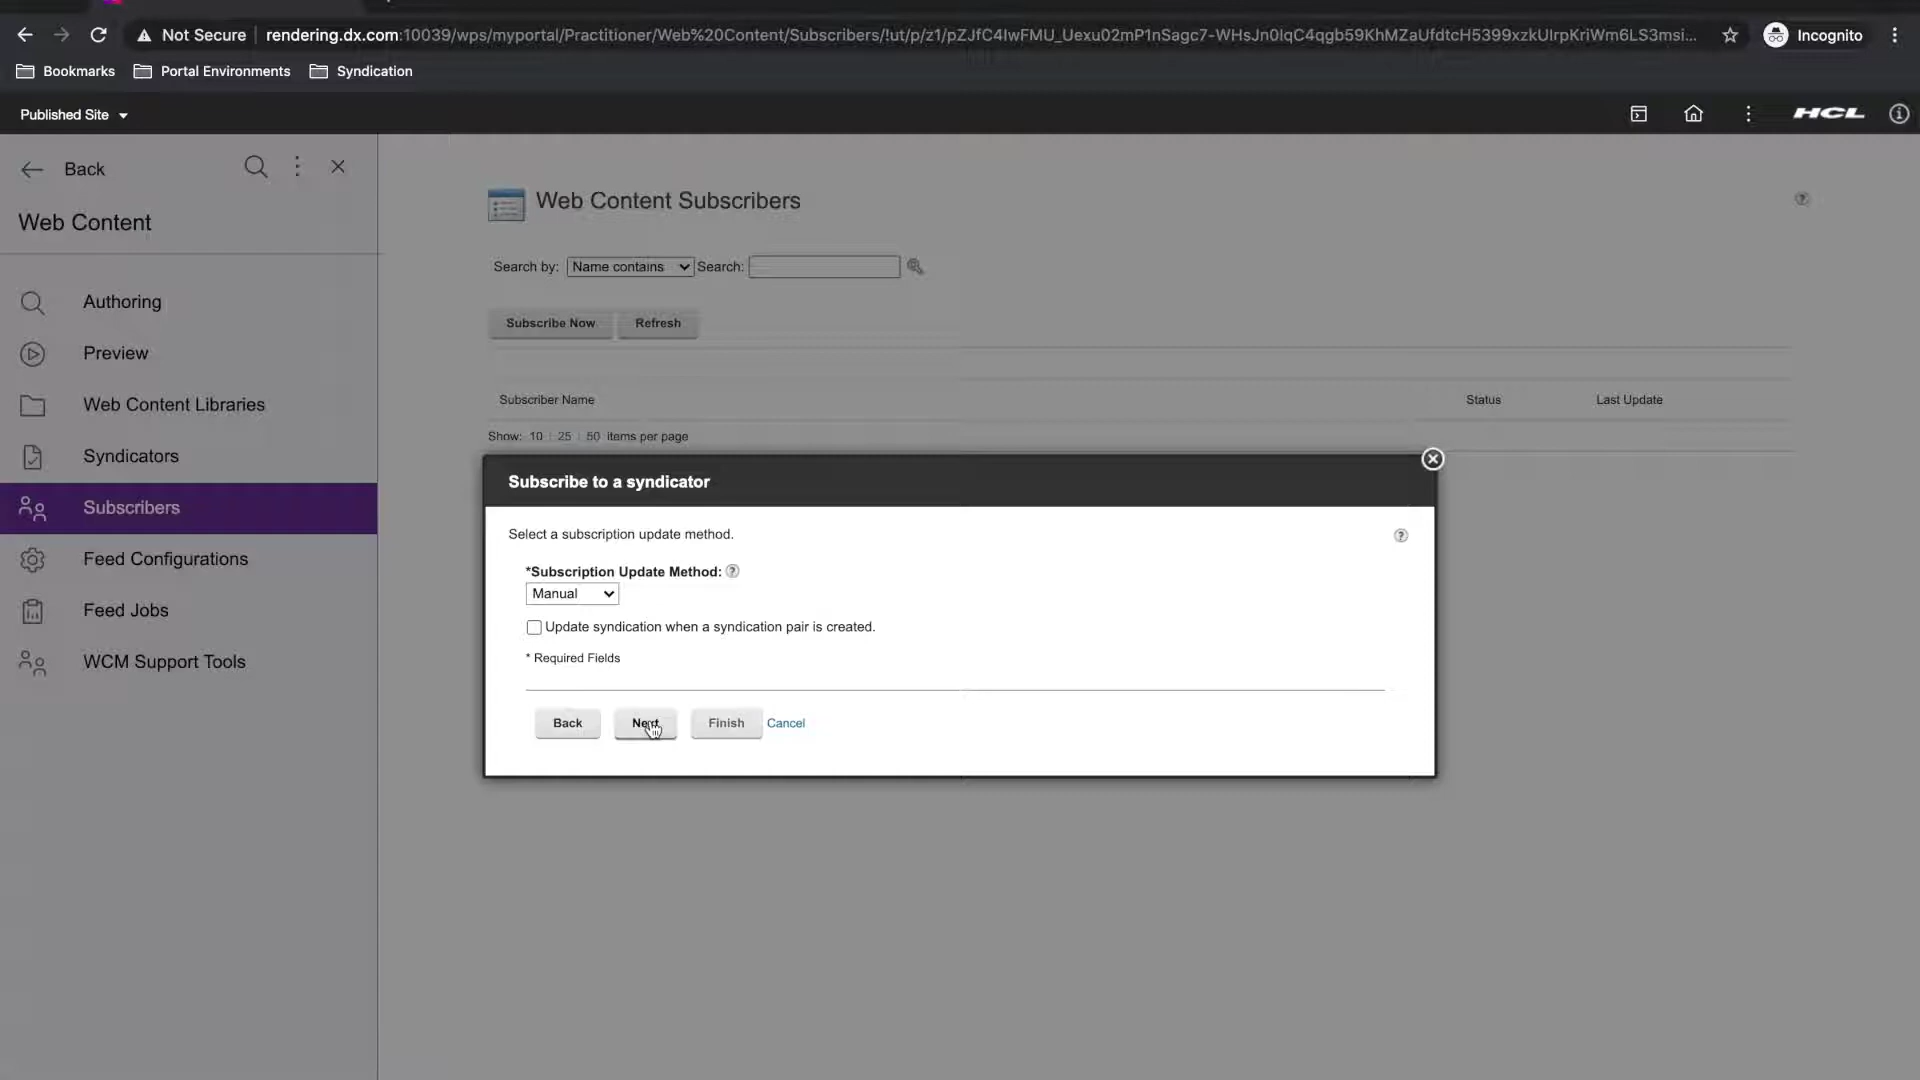 Not Secure
rendering.dx.com:10039/wps/myportal/Practitioner/Web%20Content/Subscribers/!ut/p/z1/pZJfC4IwFMU_Uexu02mP1nSagc7-WHsJn0IqC4qgb59KhMZaUfdtcH5399xzkUIrpKriWm6LS3msi...
Incognito
Bookmarks
Portal Environments
Syndication
Published Site
HCL
Back
Web Content
Authoring
Preview
Web Content Libraries
Syndicators
Subscribers
Feed Configurations
Feed Jobs
WCM Support Tools
Web Content Subscribers
Search by: Name contains Search:
Subscribe Now Refresh
Subscriber Name Status Last Update
Show: 10 | 25 | 50 items per page
Subscribe to a syndicator
Select a subscription update method.
*Subscription Update Method:
Manual
Update syndication when a syndication pair is created.
* Required Fields
Back Next Finish Cancel